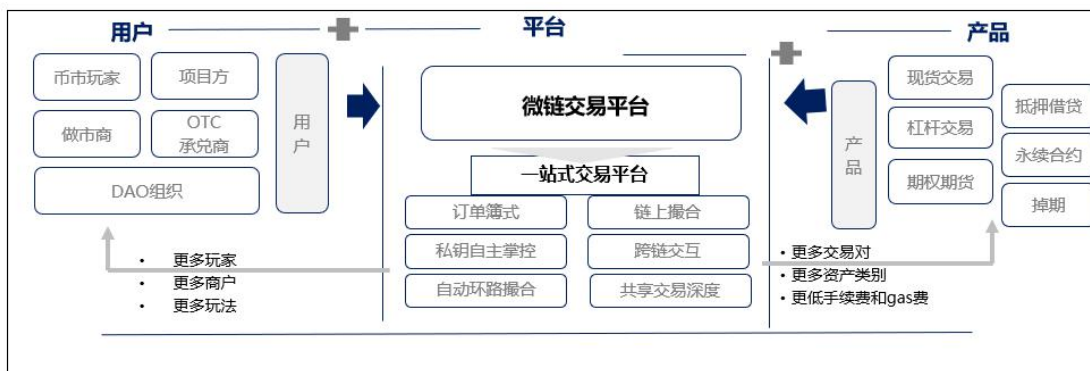 用户
平台
产品
币市玩家
项目方
做市商
OTC
承兑商
DAO组织
用
户
微链交易平台
一站式交易平台
订单簿式
链上撮合
私钥自主掌控
跨链交互
自动环路撮合
共享交易深度
产
品
现货交易
杠杆交易
期权期货
抵押借贷
永续合约
掉期
• 更多玩家
• 更多商户
• 更多玩法
• 更多交易对
• 更多资产类别
• 更低手续费和gas费